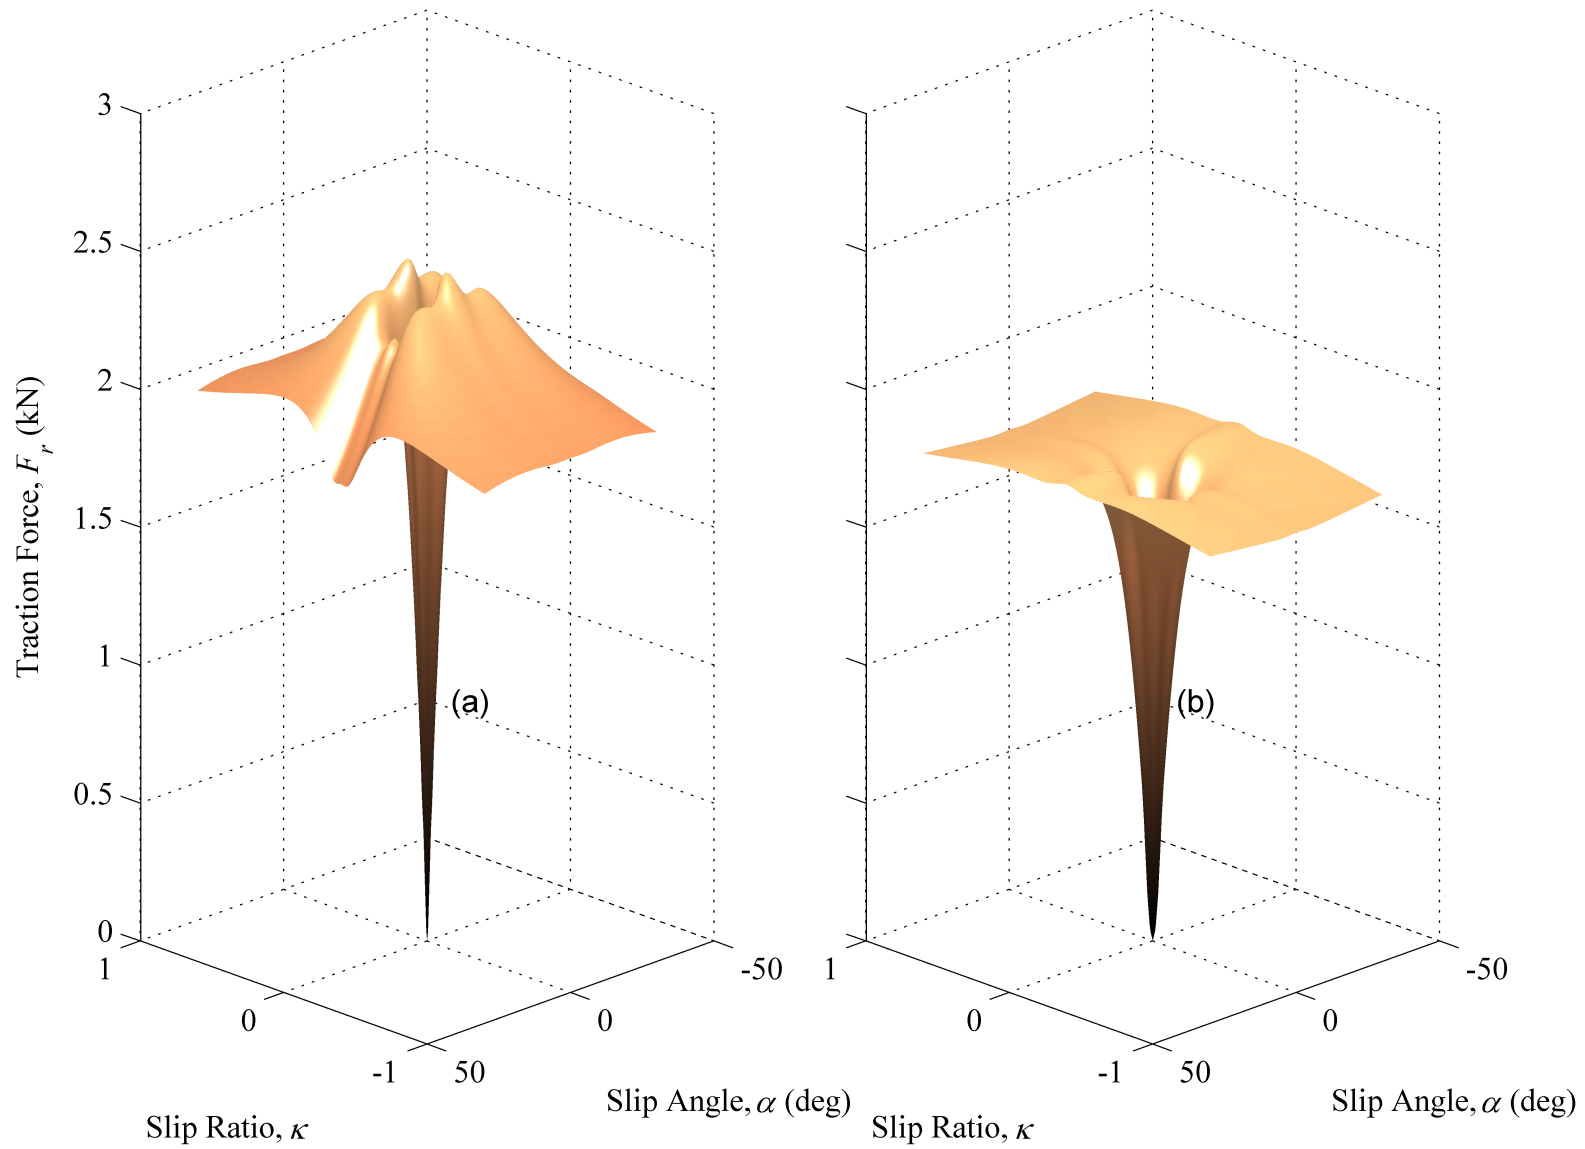 3
2.5
2
1.5
1
0.5
0
Traction Force, F_r (kN)
(a)
1
0
-1
50
0
-50
Slip Ratio, κ
Slip Angle, α (deg)
(b)
1
0
-1
50
0
-50
Slip Ratio, κ
Slip Angle, α (deg)